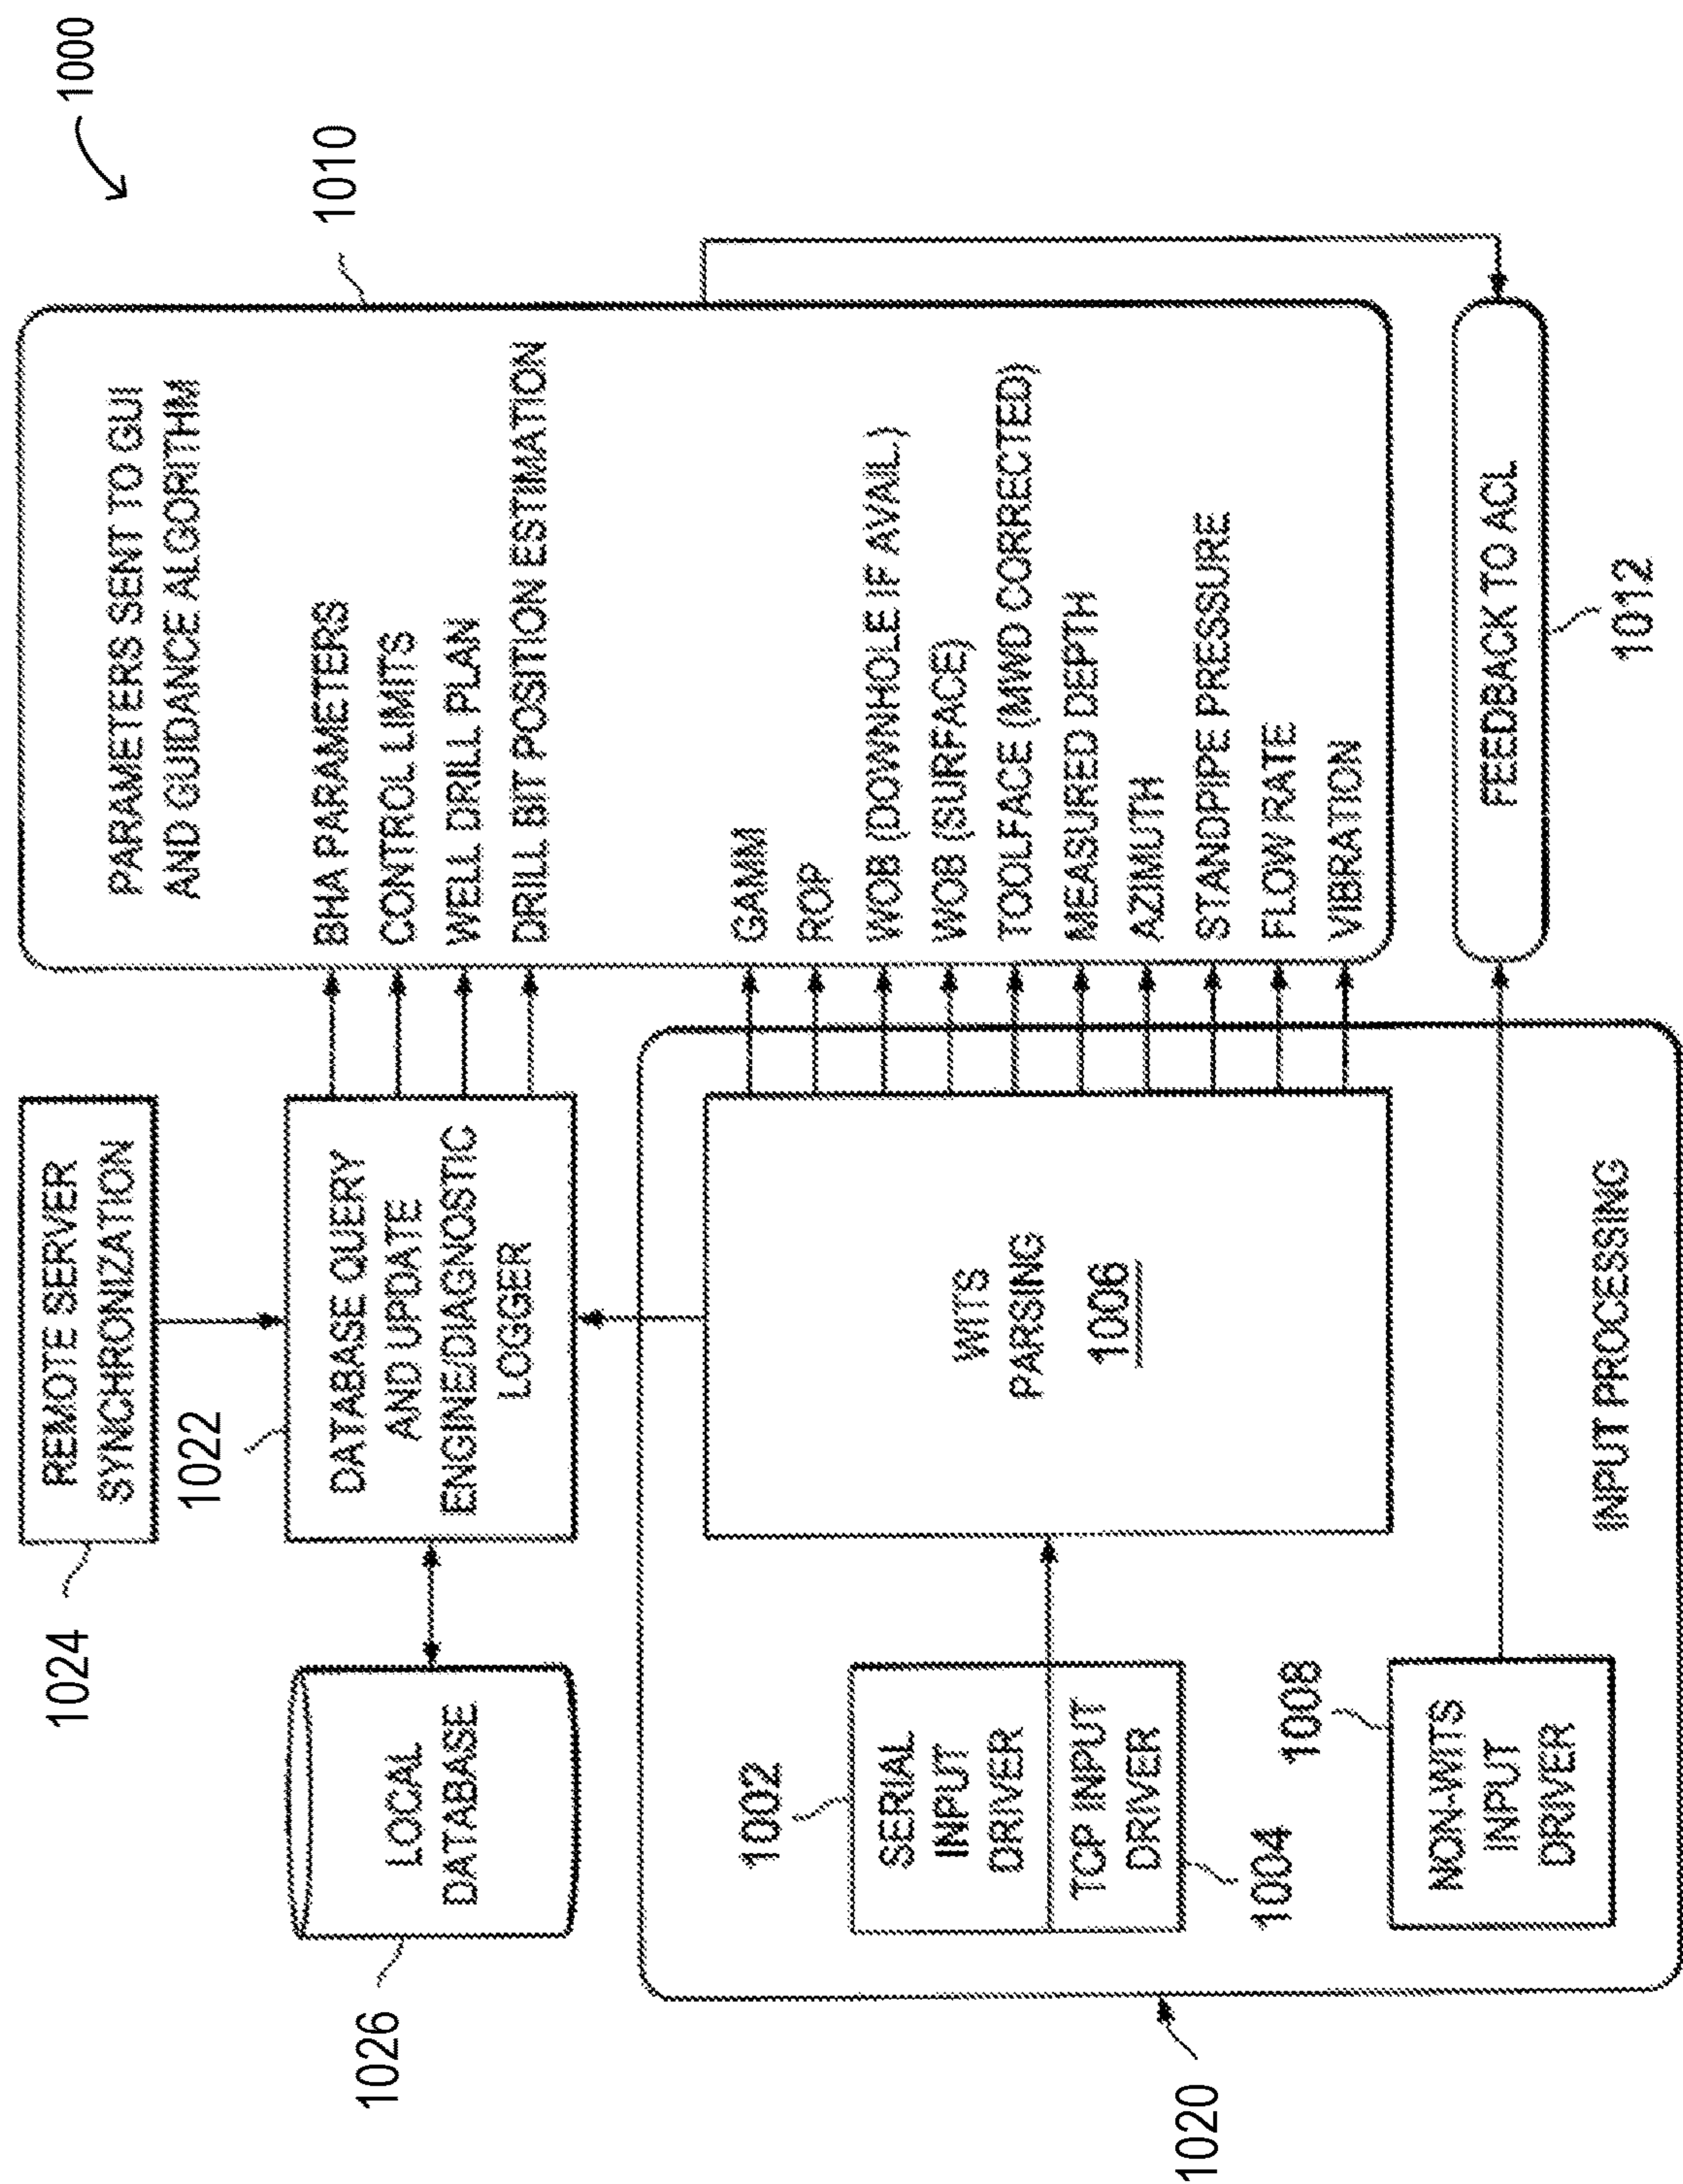 1000
1024
REMOTE SERVER
SYNCHRONIZATION
1010
PARAMETERS SENT TO GUI
AND GUIDANCE ALGORITHM
1026
LOCAL
DATABASE
1022
DATABASE QUERY
AND UPDATE
ENGINE/DIAGNOSTIC
LOGGER
BHA PARAMETERS
CONTROL LIMITS
WELL DRILL PLAN
DRILL BIT POSITION ESTIMATION
1020
1002
SERIAL
INPUT
DRIVER
TCP INPUT
DRIVER
1004
WITS
PARSING
1006
GAMM
ROP
WOB (DOWNHOLE IF AVAIL.)
WOB (SURFACE)
TOOLFACE (MWD CORRECTED)
MEASURED DEPTH
AZIMUTH
STANDPIPE PRESSURE
FLOW RATE
VIBRATION
1008
NON-WITS
INPUT
DRIVER
FEEDBACK TO ACL
1012
INPUT PROCESSING